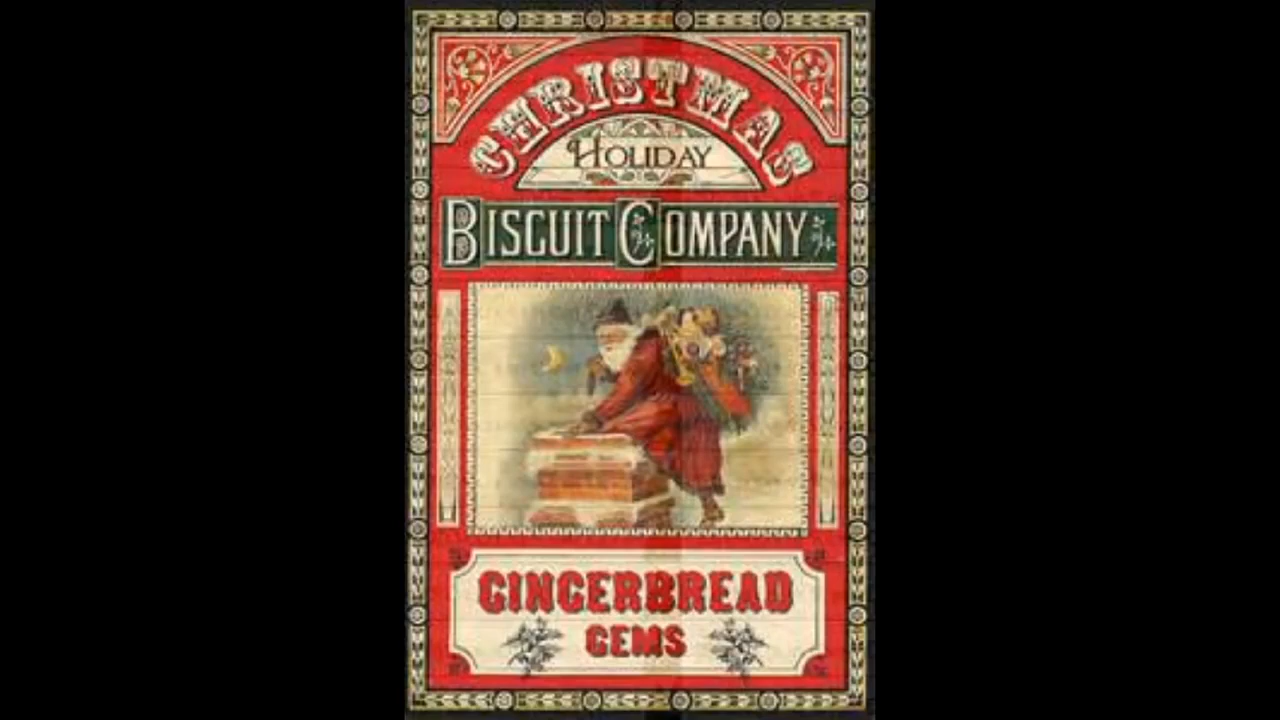 CHRISTMAS
HOLIDAY
BISCUIT COMPANY
GINGERBREAD
GEMS